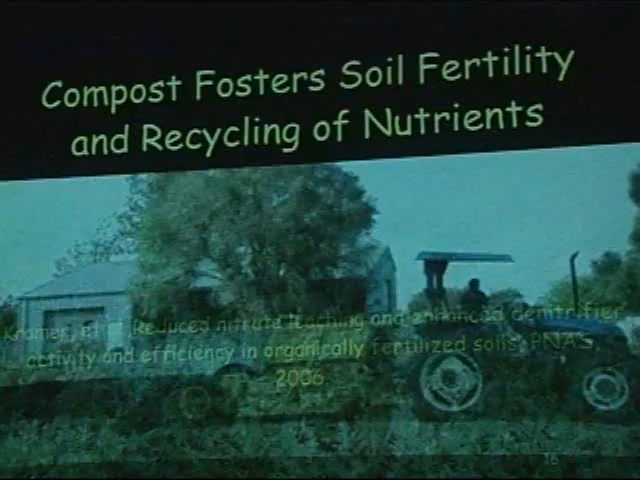 Compost Fosters Soil Fertility
and Recycling of Nutrients
Kramer, et al Reduced nitrate leaching and enhanced denitrifier
activity and efficiency in organically fertilized soils. PNAS,
2006
16